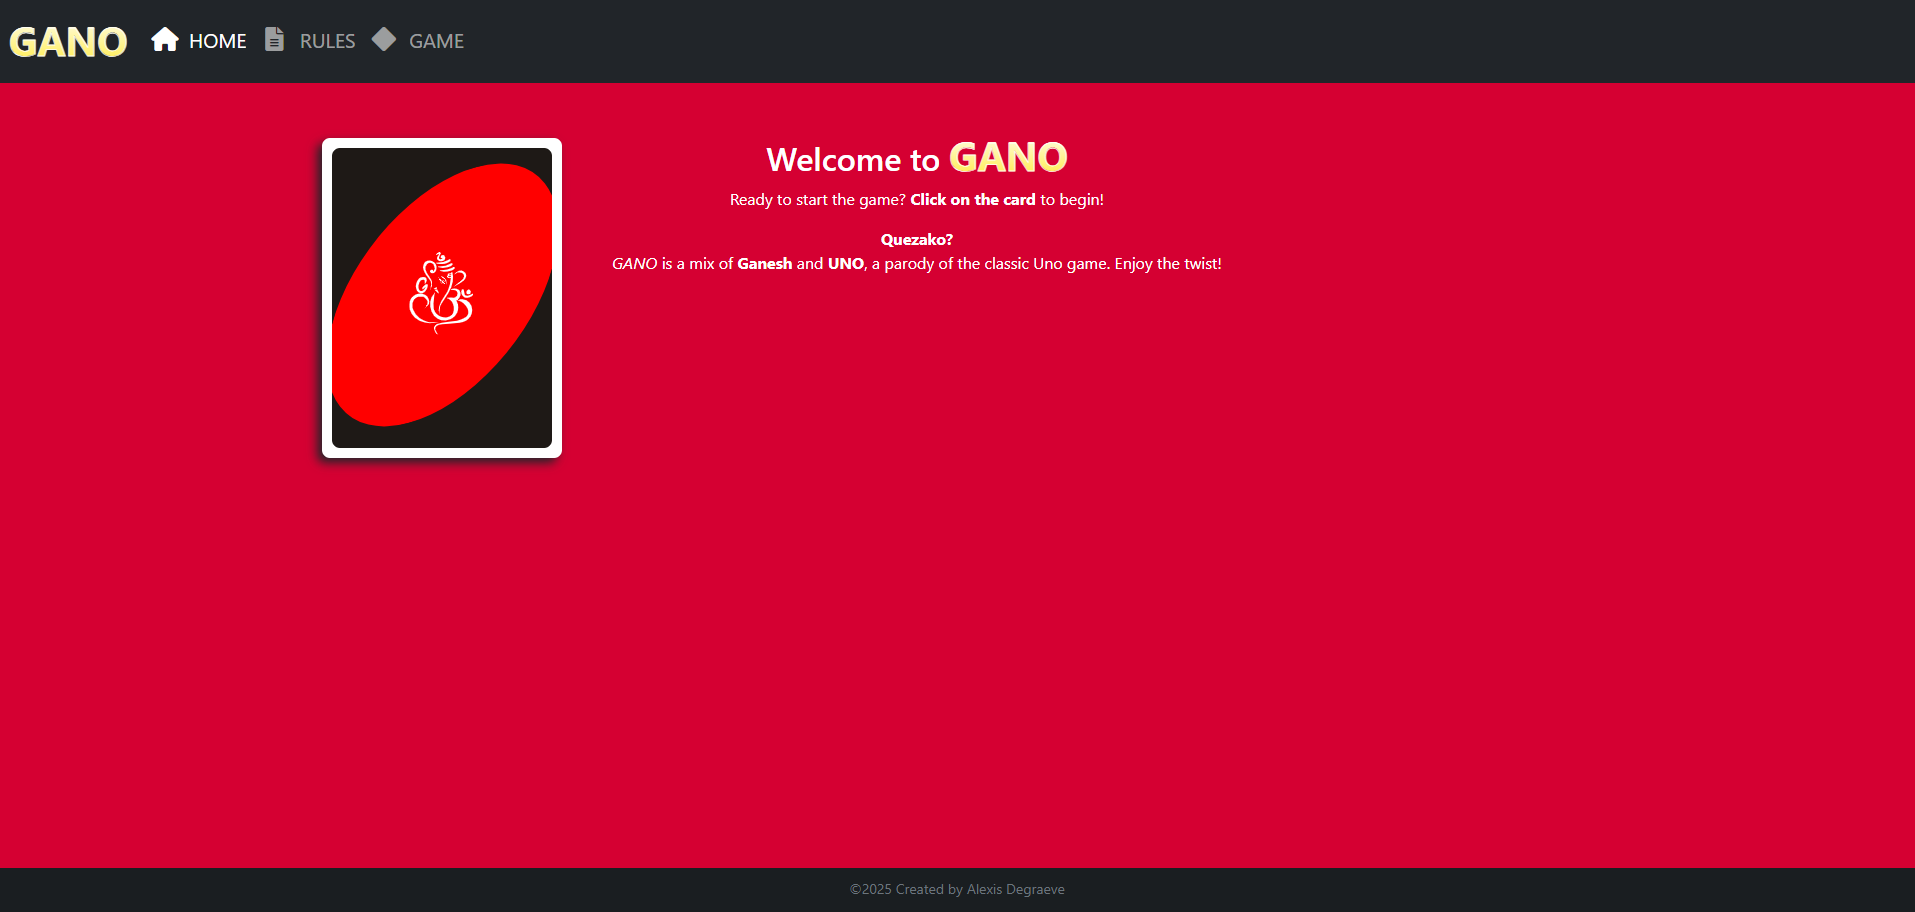 GANO HOME RULES GAME
Welcome to GANO
Ready to start the game? Click on the card to begin!
Quezako?
GANO is a mix of Ganesh and UNO, a parody of the classic Uno game. Enjoy the twist!
©2025 Created by Alexis Degraeve